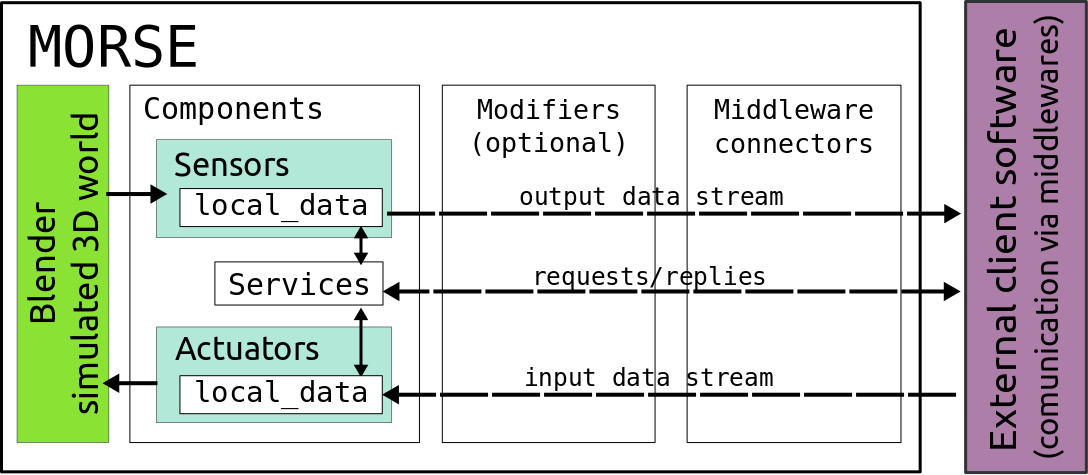 MORSE
Blender
simulated 3D world
Components
Sensors
local_data
Services
Actuators
local_data
Modifiers
(optional)
Middleware
connectors
output data stream
requests/replies
input data stream
External client software
(comunication via middlewares)